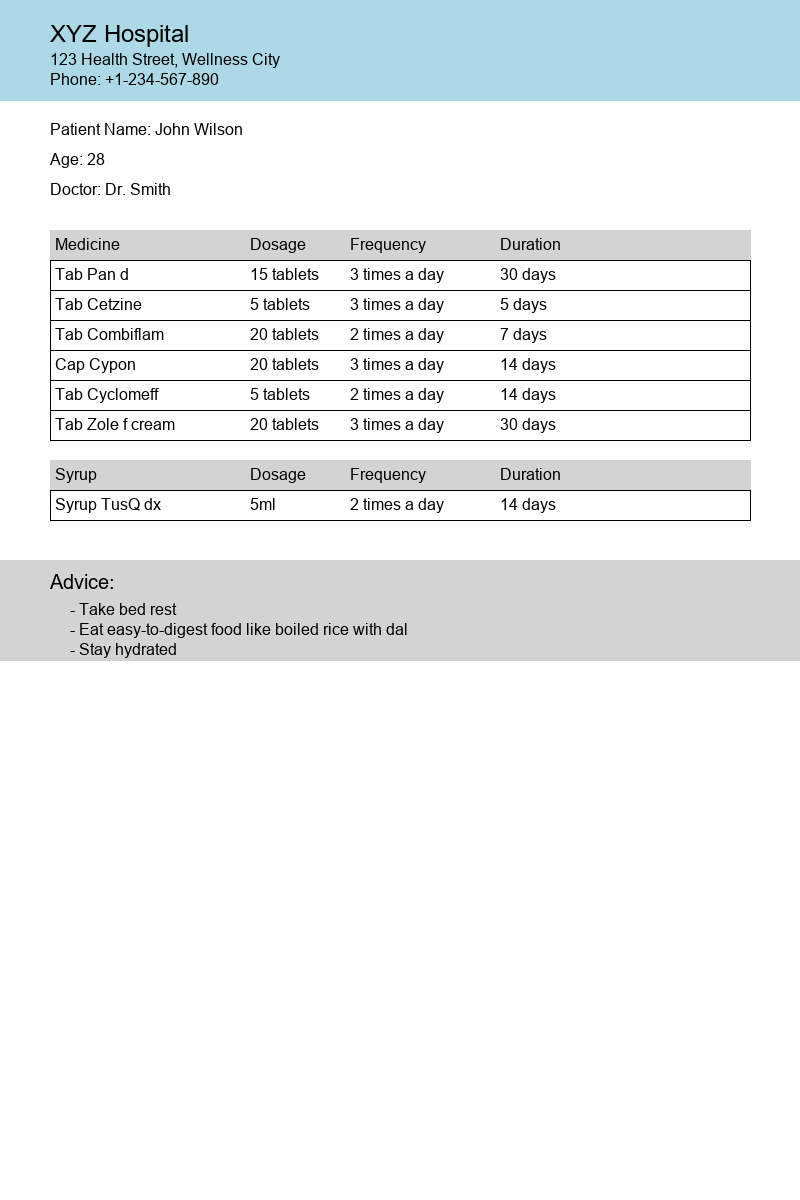 XYZ Hospital
123 Health Street, Wellness City
Phone: +1-234-567-890
Patient Name: John Wilson
Age: 28
Doctor: Dr. Smith
Medicine Dosage Frequency Duration
Tab Pan d 15 tablets 3 times a day 30 days
Tab Cetzine 5 tablets 3 times a day 5 days
Tab Combiflam 20 tablets 2 times a day 7 days
Cap Cypon 20 tablets 3 times a day 14 days
Tab Cyclomeff 5 tablets 2 times a day 14 days
Tab Zole f cream 20 tablets 3 times a day 30 days
Syrup Dosage Frequency Duration
Syrup TusQ dx 5ml 2 times a day 14 days
Advice:
- Take bed rest
- Eat easy-to-digest food like boiled rice with dal
- Stay hydrated